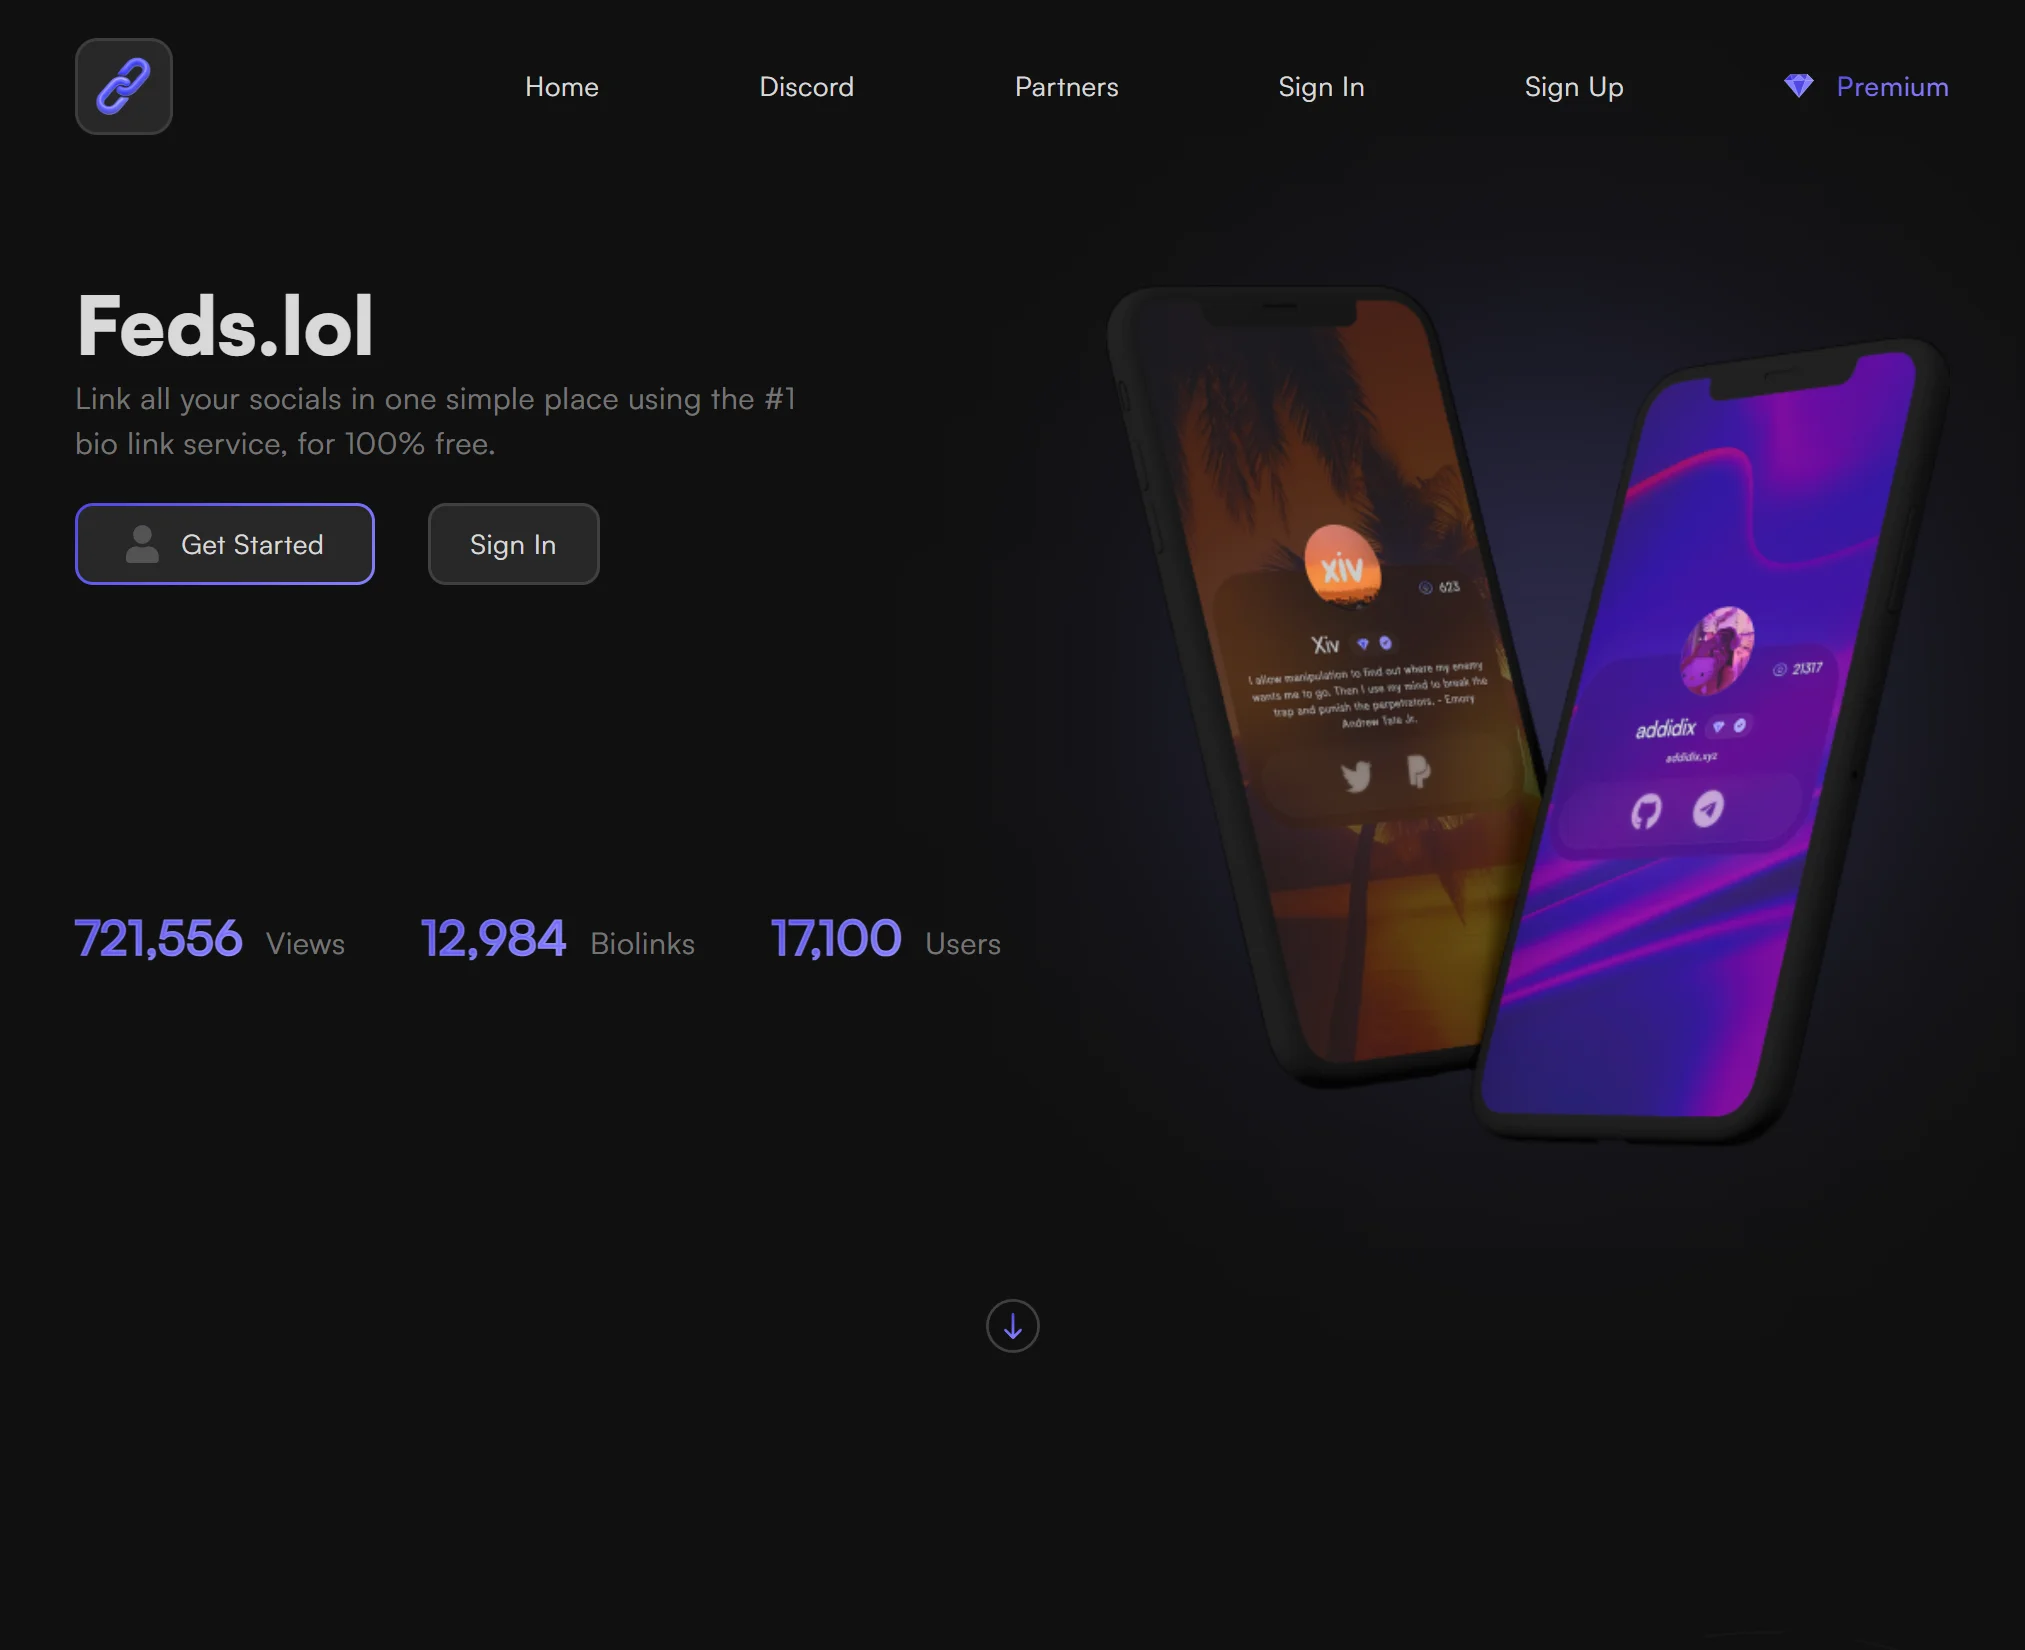 Home
Discord
Partners
Sign In
Sign Up
Premium
Feds.lol
Link all your socials in one simple place using the #1
bio link service, for 100% free.
Get Started
Sign In
721,556 Views
12,984 Biolinks
17,100 Users
xiv
623
Xiv
I allow manipulation to find out where my enemy
wants me to go. Then I use my mind to break the
trap and punish the perpetrators. - Emory
Andrew Tate Jr.
21317
addidix
addidix.xyz